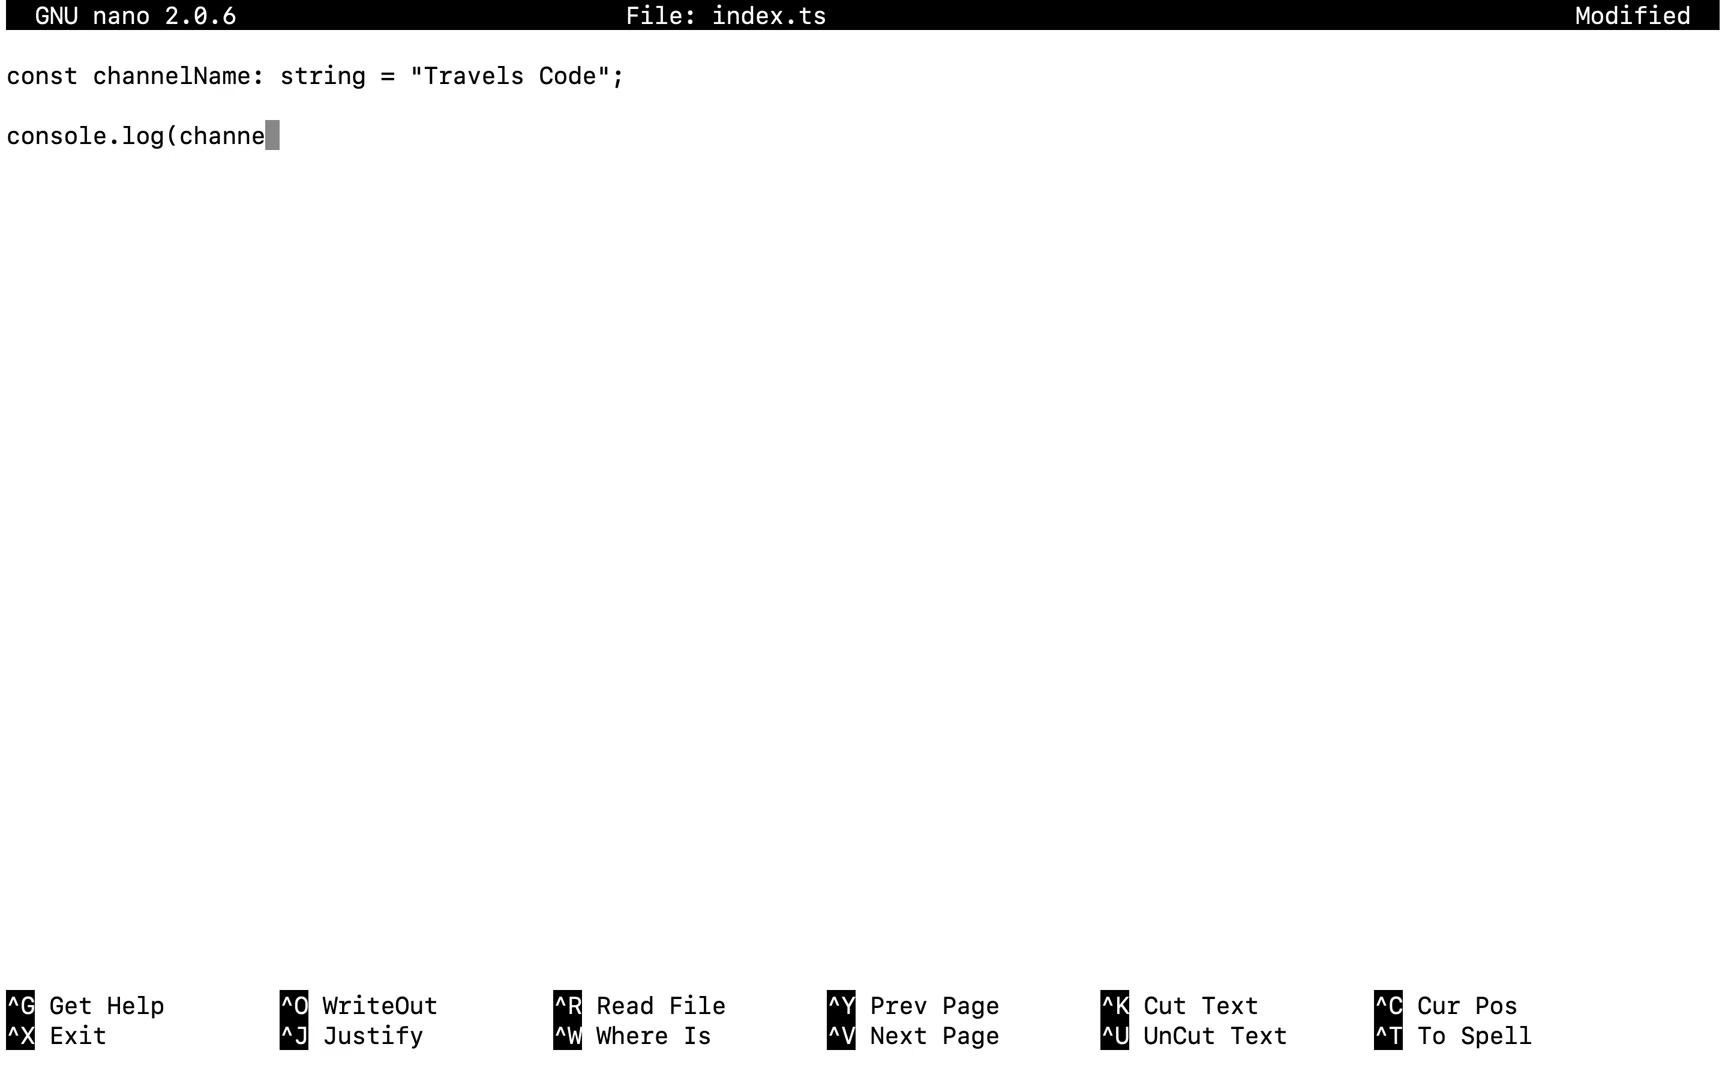 GNU nano 2.0.6 File: index.ts Modified
const channelName: string = "Travels Code";
console.log(channe
^G Get Help ^O WriteOut ^R Read File ^Y Prev Page ^K Cut Text ^C Cur Pos
^X Exit ^J Justify ^W Where Is ^V Next Page ^U UnCut Text ^T To Spell